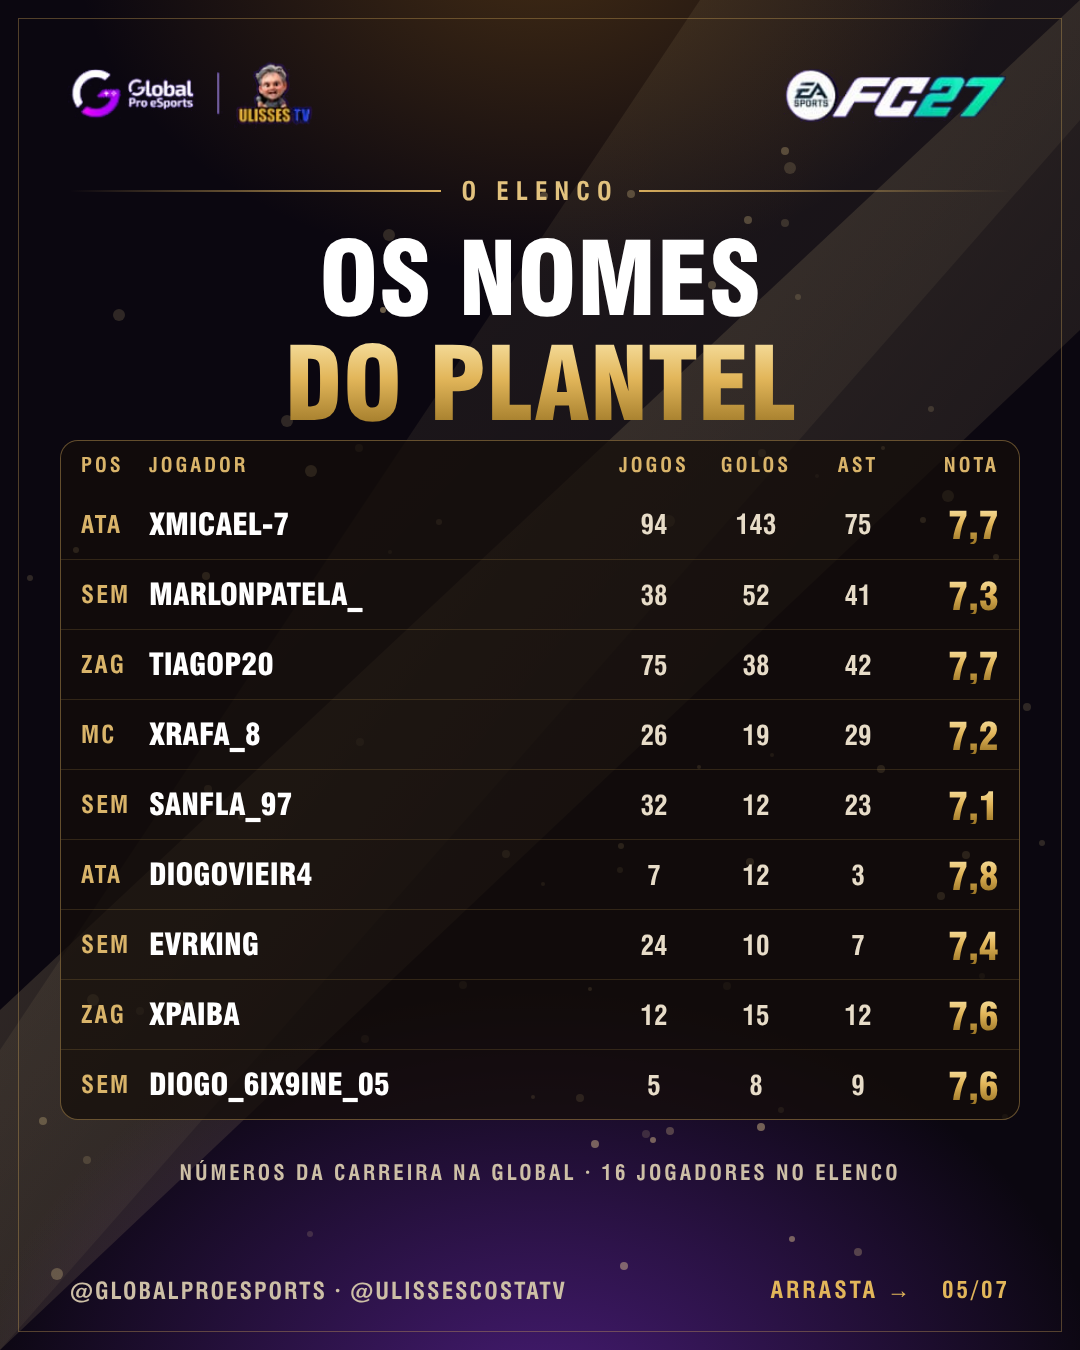 Global
Pro eSports
ULISSES TV
EA
SPORTS
FC27
O ELENCO
OS NOMES
DO PLANTEL
POS JOGADOR JOGOS GOLOS AST NOTA
ATA XMICAEL-7 94 143 75 7,7
SEM MARLONPATELA_ 38 52 41 7,3
ZAG TIAGOP20 75 38 42 7,7
MC XRAFA_8 26 19 29 7,2
SEM SANFLA_97 32 12 23 7,1
ATA DIOGOVIEIR4 7 12 3 7,8
SEM EVRKING 24 10 7 7,4
ZAG XPAIBA 12 15 12 7,6
SEM DIOGO_6IX9INE_05 5 8 9 7,6
NÚMEROS DA CARREIRA NA GLOBAL · 16 JOGADORES NO ELENCO
@GLOBALPROESPORTS · @ULISSESCOSTATV ARRASTA → 05/07